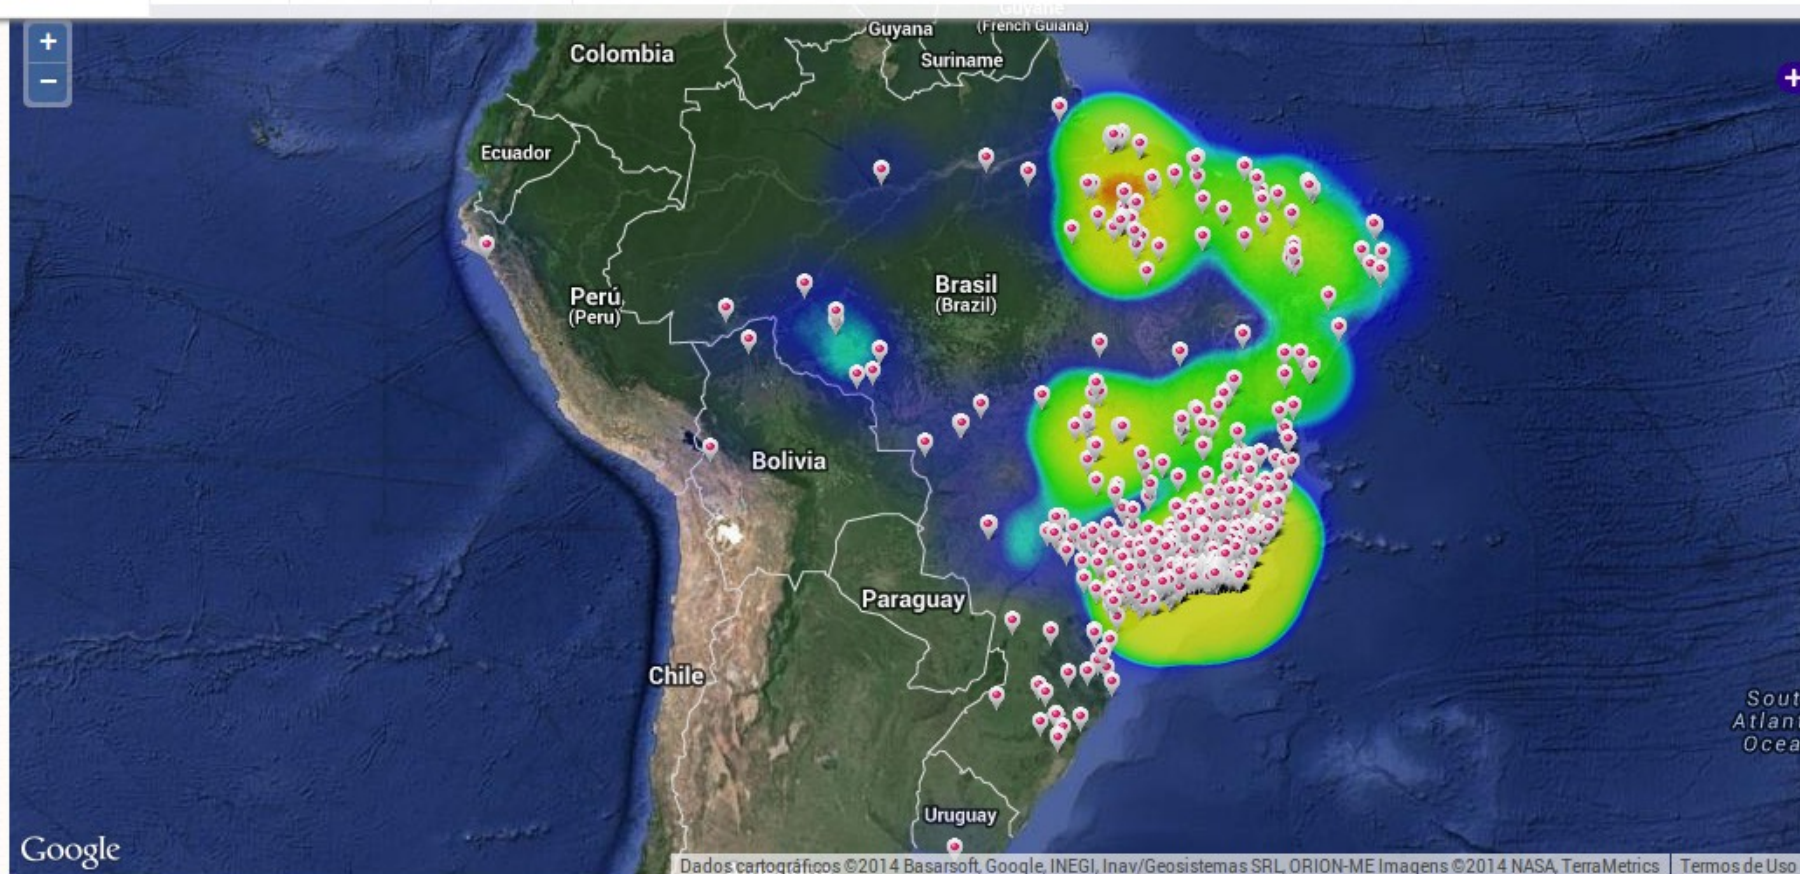 +
−
Colombia
Guyana
Guyane
(French Guiana)
Suriname
+
Ecuador
Brasil
(Brazil)
Perú
(Peru)
Bolivia
Paraguay
Chile
Sout
Atlant
Ocea
Uruguay
Google
Dados cartográficos ©2014 Basarsoft, Google, INEGI, Inav/Geosistemas SRL, ORION-ME Imagens ©2014 NASA, TerraMetrics
Termos de Uso